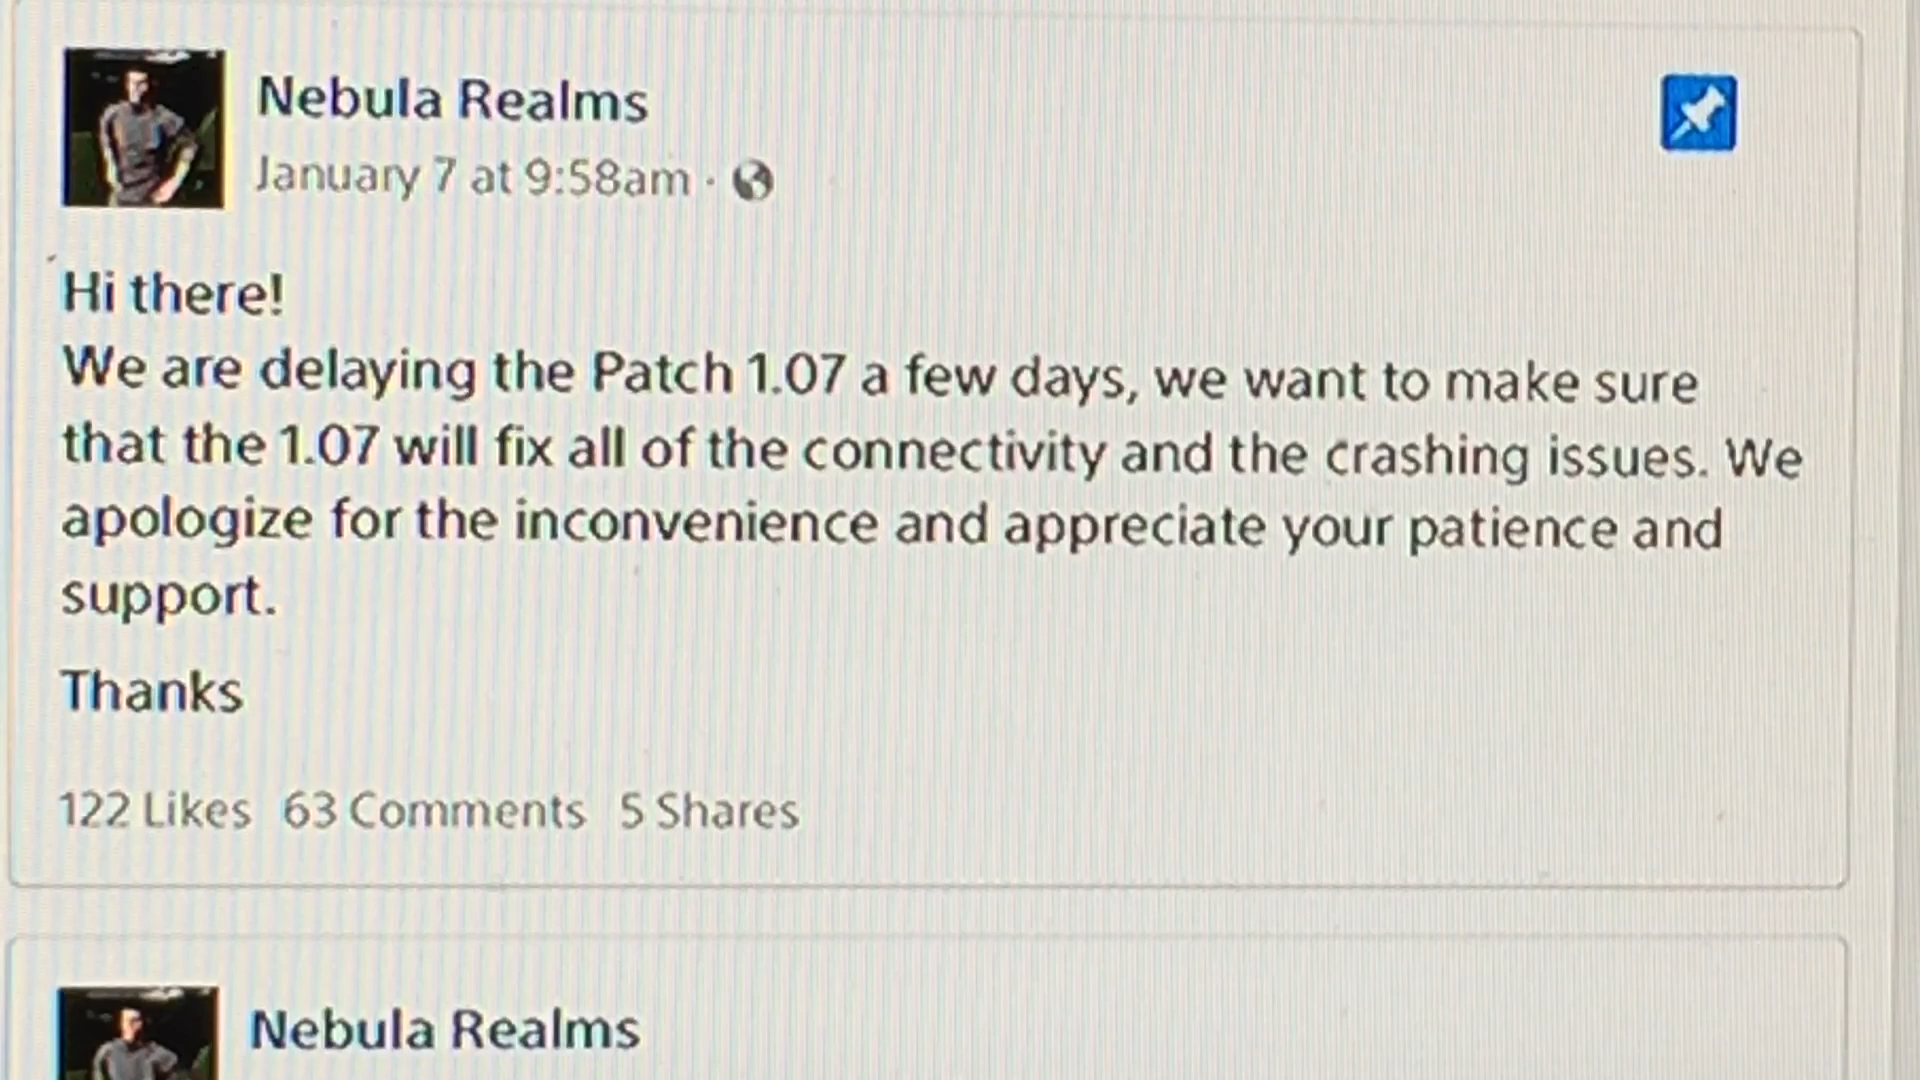 Nebula Realms
January 7 at 9:58am ·
Hi there!
We are delaying the Patch 1.07 a few days, we want to make sure
that the 1.07 will fix all of the connectivity and the crashing issues. We
apologize for the inconvenience and appreciate your patience and
support.
Thanks
122 Likes 63 Comments 5 Shares
Nebula Realms